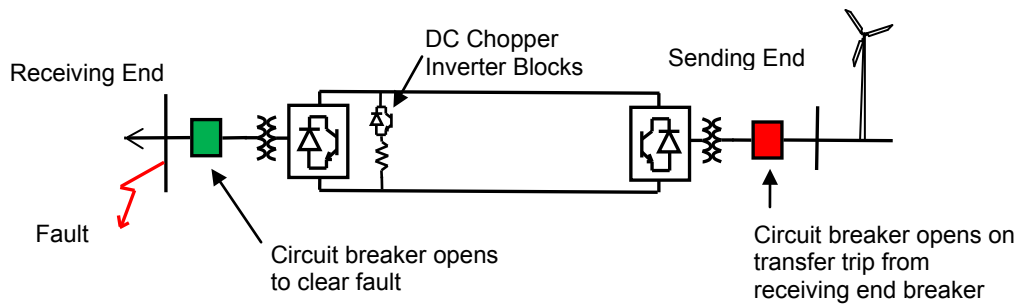 DC Chopper
Inverter Blocks
Receiving End
Sending End
Fault
Circuit breaker opens
to clear fault
Circuit breaker opens on
transfer trip from
receiving end breaker